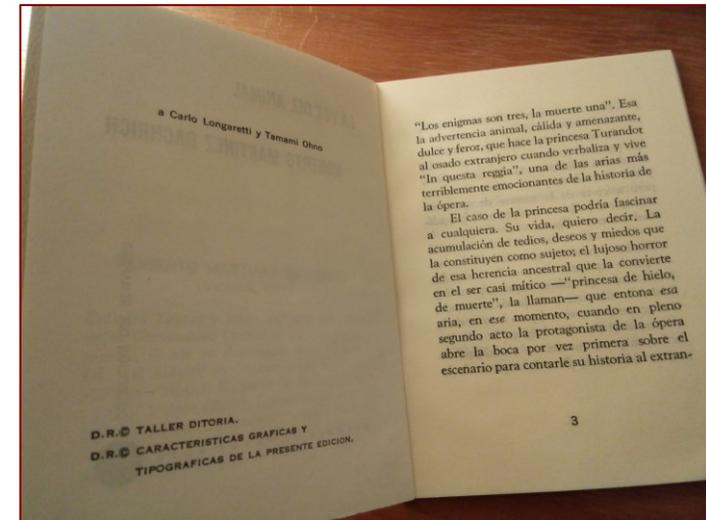 a Carlo Longaretti y Tamami Ohno
D.R.© TALLER DITORIA.
D.R.© CARACTERISTICAS GRAFICAS Y
TIPOGRAFICAS DE LA PRESENTE EDICION.
“Los enigmas son tres, la muerte una”. Esa
la advertencia animal, cálida y amenazante,
dulce y feroz, que hace la princesa Turandot
al osado extranjero cuando verbaliza y vive
“In questa reggia”, una de las arias más
terriblemente emocionantes de la historia de
la ópera.
El caso de la princesa podría fascinar
a cualquiera. Su vida, quiero decir. La
acumulación de tedios, deseos y miedos que
la constituyen como sujeto; el lujoso horror
de esa herencia ancestral que la convierte
en el ser casi mítico —“princesa de hielo,
de muerte”, la llaman— que entona esa
aria, en ese momento, cuando en pleno
segundo acto la protagonista de la ópera
abre la boca por vez primera sobre el
escenario para contarle su historia al extran-
3